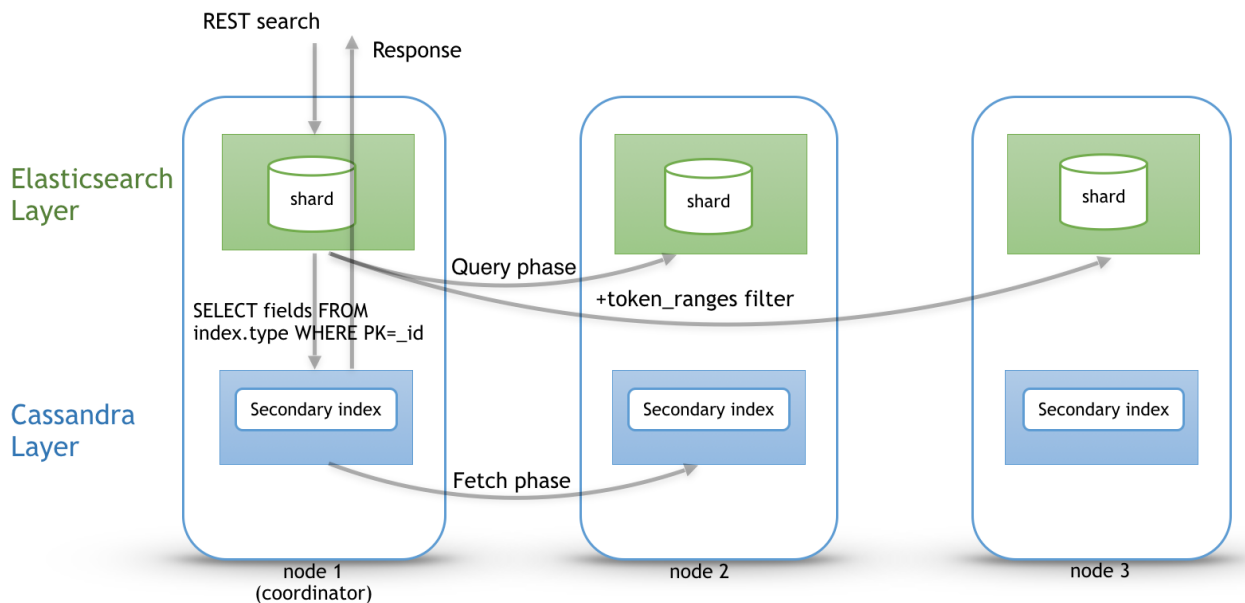 REST search
Response
Elasticsearch
Layer
shard
shard
shard
Query phase
+token_ranges filter
SELECT fields FROM
index.type WHERE PK=_id
Cassandra
Layer
Secondary index
Secondary index
Secondary index
Fetch phase
node 1
(coordinator)
node 2
node 3